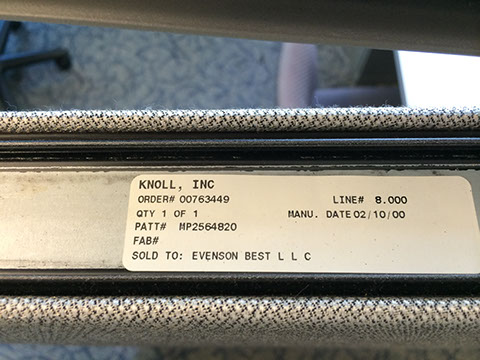 KNOLL, INC
ORDER# 00763449 LINE# 8.000
QTY 1 OF 1 MANU. DATE 02/10/00
PATT# MP2564820
FAB#
SOLD TO: EVENSON BEST L L C